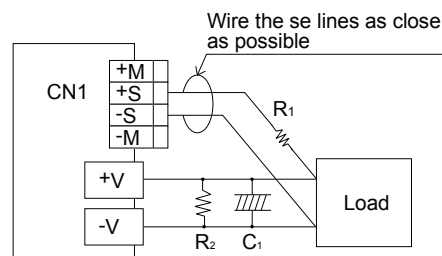 Wire the se lines as close
as possible
CN1
+M
+S
-S
-M
R1
+V
-V
Load
R2
C1